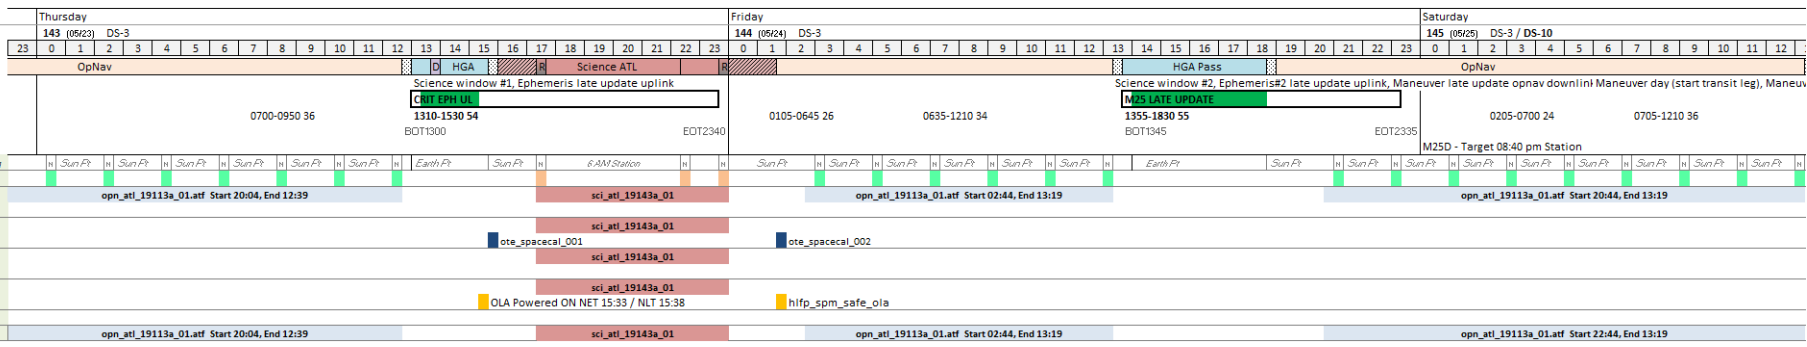 Thursday Friday Saturday
143 (05/23) DS-3 144 (05/24) DS-3 145 (05/25) DS-3 / DS-10
23 0 1 2 3 4 5 6 7 8 9 10 11 12 13 14 15 16 17 18 19 20 21 22 23 0 1 2 3 4 5 6 7 8 9 10 11 12 13 14 15 16 17 18 19 20 21 22 23 0 1 2 3 4 5 6 7 8 9 10 11 12
OpNav D HGA R Science ATL R HGA Pass OpNav
Science window #1, Ephemeris late update uplink Science window #2, Ephemeris#2 late update uplink, Maneuver late update opnav downlink Maneuver day (start transit leg), Maneuv
CRIT EPH UL M25 LATE UPDATE
0700-0950 36 1310-1530 54 0105-0645 26 0635-1210 34 1355-1830 55 0205-0700 24 0705-1210 36
BOT1300 EOT2340 BOT1345 EOT2335
M25D - Target 08:40 pm Station
N Sun Pt N Sun Pt N Sun Pt N Sun Pt N Sun Pt N Sun Pt N Earth Pt Sun Pt N 6 AM Station N N Sun Pt N Sun Pt N Sun Pt N Sun Pt N Sun Pt N Sun Pt N Earth Pt Sun Pt N Sun Pt N Sun Pt N Sun Pt N Sun Pt N Sun Pt N Sun Pt N Sun Pt N Sun Pt N
opn_atl_19113a_01.atf Start 20:04, End 12:39 sci_atl_19143a_01 opn_atl_19113a_01.atf Start 02:44, End 13:19 opn_atl_19113a_01.atf Start 20:44, End 13:19
sci_atl_19143a_01
ote_spacecal_001 ote_spacecal_002
sci_atl_19143a_01
sci_atl_19143a_01
OLA Powered ON NET 15:33 / NLT 15:38 hlfp_spm_safe_ola
opn_atl_19113a_01.atf Start 20:04, End 12:39 sci_atl_19143a_01 opn_atl_19113a_01.atf Start 02:44, End 13:19 opn_atl_19113a_01.atf Start 22:44, End 13:19